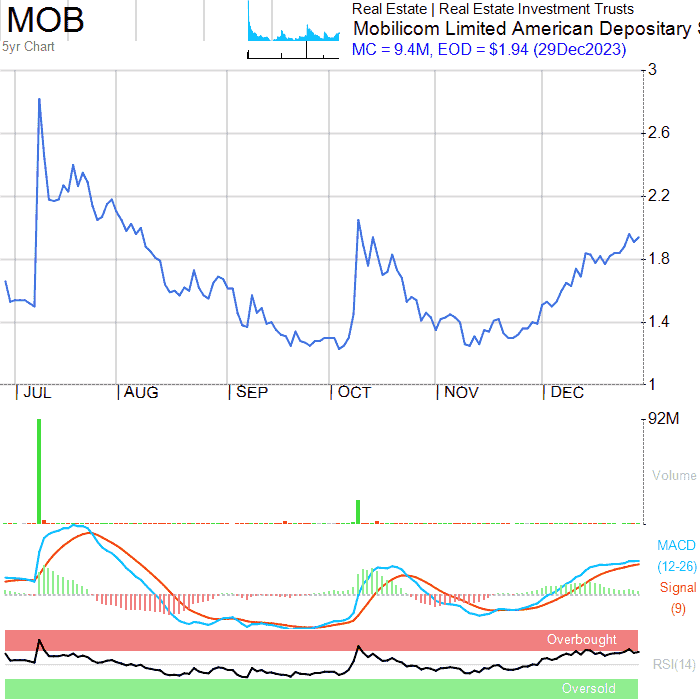 MOB
5yr Chart
Real Estate | Real Estate Investment Trusts
Mobilicom Limited American Depositary S
MC = 9.4M, EOD = $1.94 (29Dec2023)
3
2.6
2.2
1.8
1.4
1
JUL AUG SEP OCT NOV DEC
92M
Volume
MACD
(12-26)
Signal
(9)
Overbought
RSI(14)
Oversold